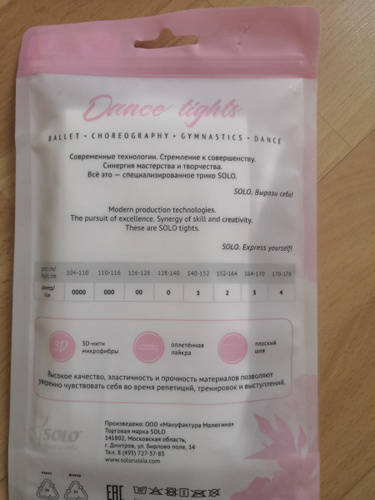 Dance tights
BALLET • CHOREOGRAPHY • GYMNASTICS • DANCE
Современные технологии. Стремление к совершенству.
Синергия мастерства и творчества.
Всё это — специализированное трико SOLO.
SOLO. Вырази себя!
Modern production technologies.
The pursuit of excellence. Synergy of skill and creativity.
These are SOLO tights.
SOLO. Express yourself!
104-110 110-116 116-128 128-140 140-152 152-164 164-170 170-176
0000 000 00 0 1 2 3 4
3D
3D-нити
микрофибры
оплетённая
лайкра
плоский
шов
Высокое качество, эластичность и прочность материалов позволяют
уверенно чувствовать себя во время репетиций, тренировок и выступлений.
SOLO
Произведено: ООО «Мануфактура Малютина»
Торговая марка SOLO
141802, Московская область,
г. Дмитров, ул. Бирлово поле, 14
Тел. 8 (495) 727-37-83
www.solorussia.com
EAC